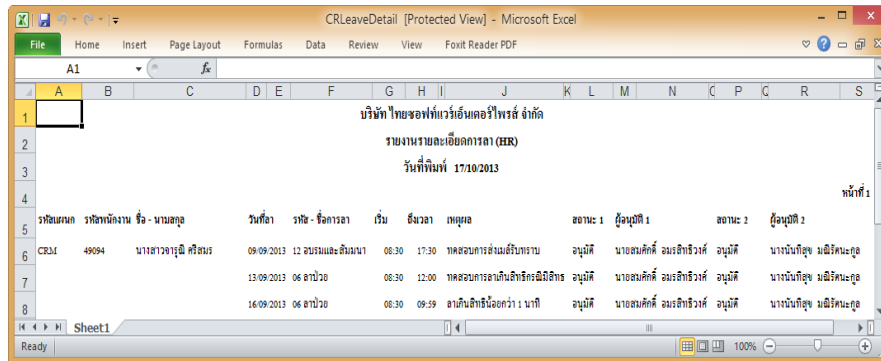 CRLeaveDetail [Protected View] - Microsoft Excel
File Home Insert Page Layout Formulas Data Review View Foxit Reader PDF
A1 fx
A B C D E F G H I J K L M N O P Q R S
1 บริษัท ไทยซอฟท์แวร์เอ็นเตอร์ไพรส์ จำกัด
2 รายงานรายละเอียดการลา (HR)
3 วันที่พิมพ์ 17/10/2013
4 หน้าที่ 1
5 รหัสแผนก รหัสพนักงาน ชื่อ - นามสกุล วันที่ลา รหัส - ชื่อการลา เริ่ม ถึงเวลา เหตุผล สถานะ 1 ผู้อนุมัติ 1 สถานะ 2 ผู้อนุมัติ 2
6 CRM 49094 นางสาวจารุณี ศรีสมร 09/09/2013 12 อบรมและสัมมนา 08:30 17:30 ทดสอบการส่งเมล์รับทราบ อนุมัติ นายสมศักดิ์ อมรสิทธิวงศ์ อนุมัติ นางนันทีสุข มณีรัตนะกูล
7 13/09/2013 06 ลาป่วย 08:30 12:00 ทดสอบการลาเกินสิทธิกรณีมีสิทธ อนุมัติ นายสมศักดิ์ อมรสิทธิวงศ์ อนุมัติ นางนันทีสุข มณีรัตนะกูล
8 16/09/2013 06 ลาป่วย 08:30 09:59 ลาเกินสิทธิน้อยกว่า 1 นาที อนุมัติ นายสมศักดิ์ อมรสิทธิวงศ์ อนุมัติ นางนันทีสุข มณีรัตนะกูล
Sheet1
Ready 100%